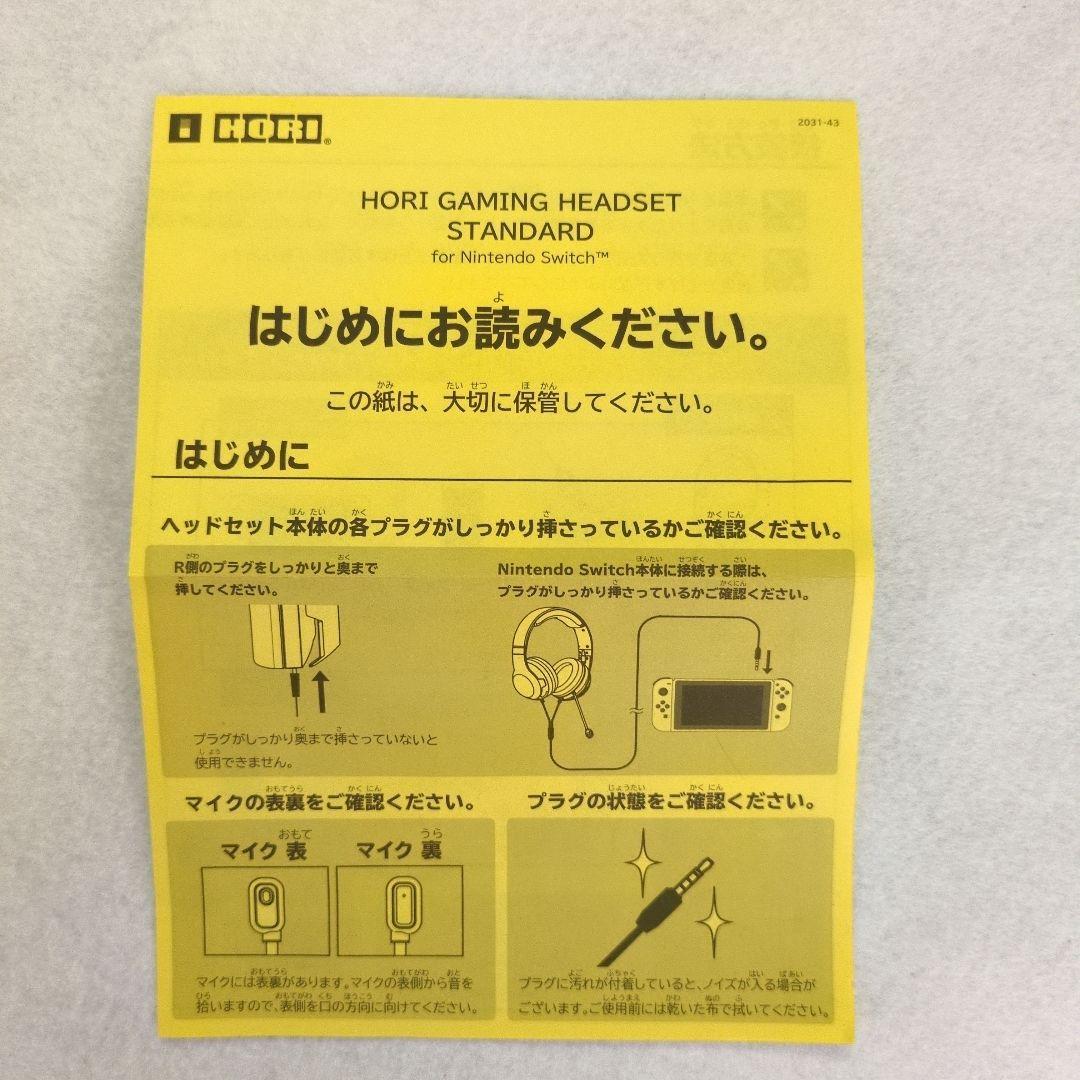 HORI®
2031-43
HORI GAMING HEADSET
STANDARD
for Nintendo Switch™
はじめにお読みください。
この紙は、大切に保管してください。
はじめに
ヘッドセット本体の各プラグがしっかり挿さっているかご確認ください。
R側のプラグをしっかりと奥まで
挿してください。
Nintendo Switch本体に接続する際は、
プラグがしっかり挿さっているかご確認ください。
プラグがしっかり奥まで挿さっていないと
使用できません。
マイクの表裏をご確認ください。
プラグの状態をご確認ください。
マイク 表
マイク 裏
マイクには表裏があります。マイクの表側から音を
拾いますので、表側を口の方向に向けてください。
プラグに汚れが付着していると、ノイズが入る場合が
ございます。ご使用前には乾いた布で拭いてください。